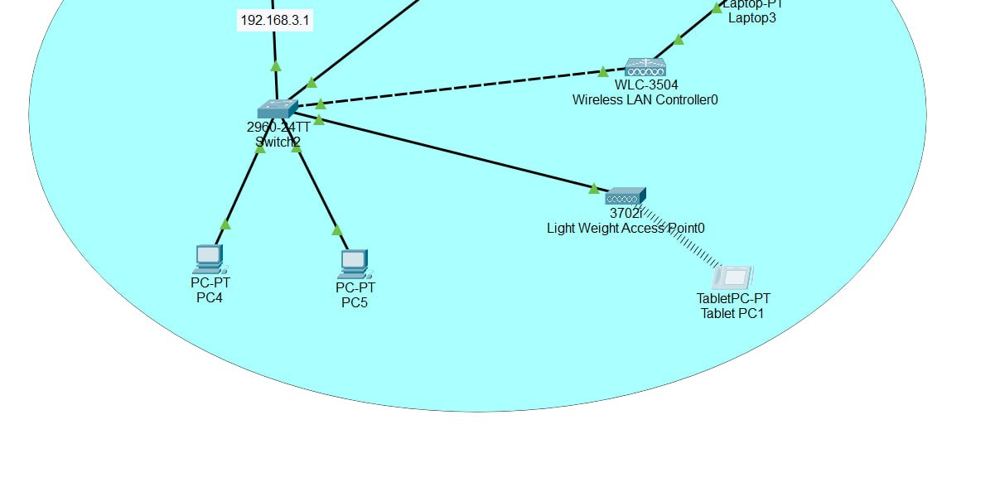 Laptop-PT
Laptop3
192.168.3.1
WLC-3504
Wireless LAN Controller0
2960-24TT
Switch2
3702i
Light Weight Access Point0
PC-PT
PC4
PC-PT
PC5
TabletPC-PT
Tablet PC1